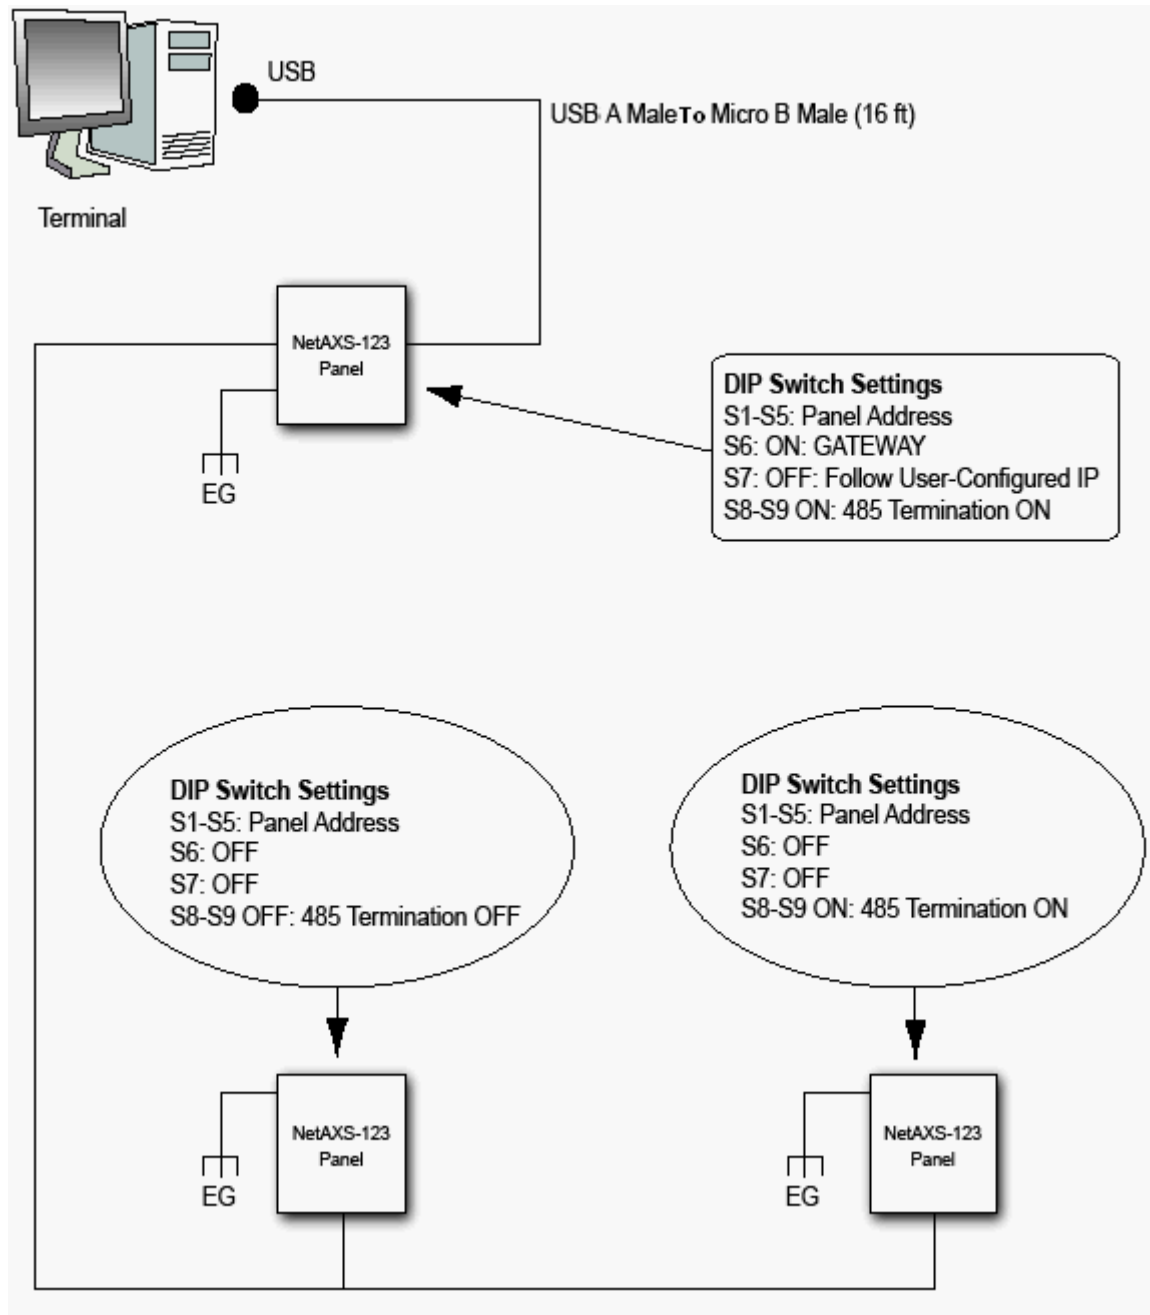 USB
USB A Male To Micro B Male (16 ft)
Terminal
NetAXS-123
Panel
EG
DIP Switch Settings
S1-S5: Panel Address
S6: ON: GATEWAY
S7: OFF: Follow User-Configured IP
S8-S9 ON: 485 Termination ON
DIP Switch Settings
S1-S5: Panel Address
S6: OFF
S7: OFF
S8-S9 OFF: 485 Termination OFF
DIP Switch Settings
S1-S5: Panel Address
S6: OFF
S7: OFF
S8-S9 ON: 485 Termination ON
NetAXS-123
Panel
EG
NetAXS-123
Panel
EG